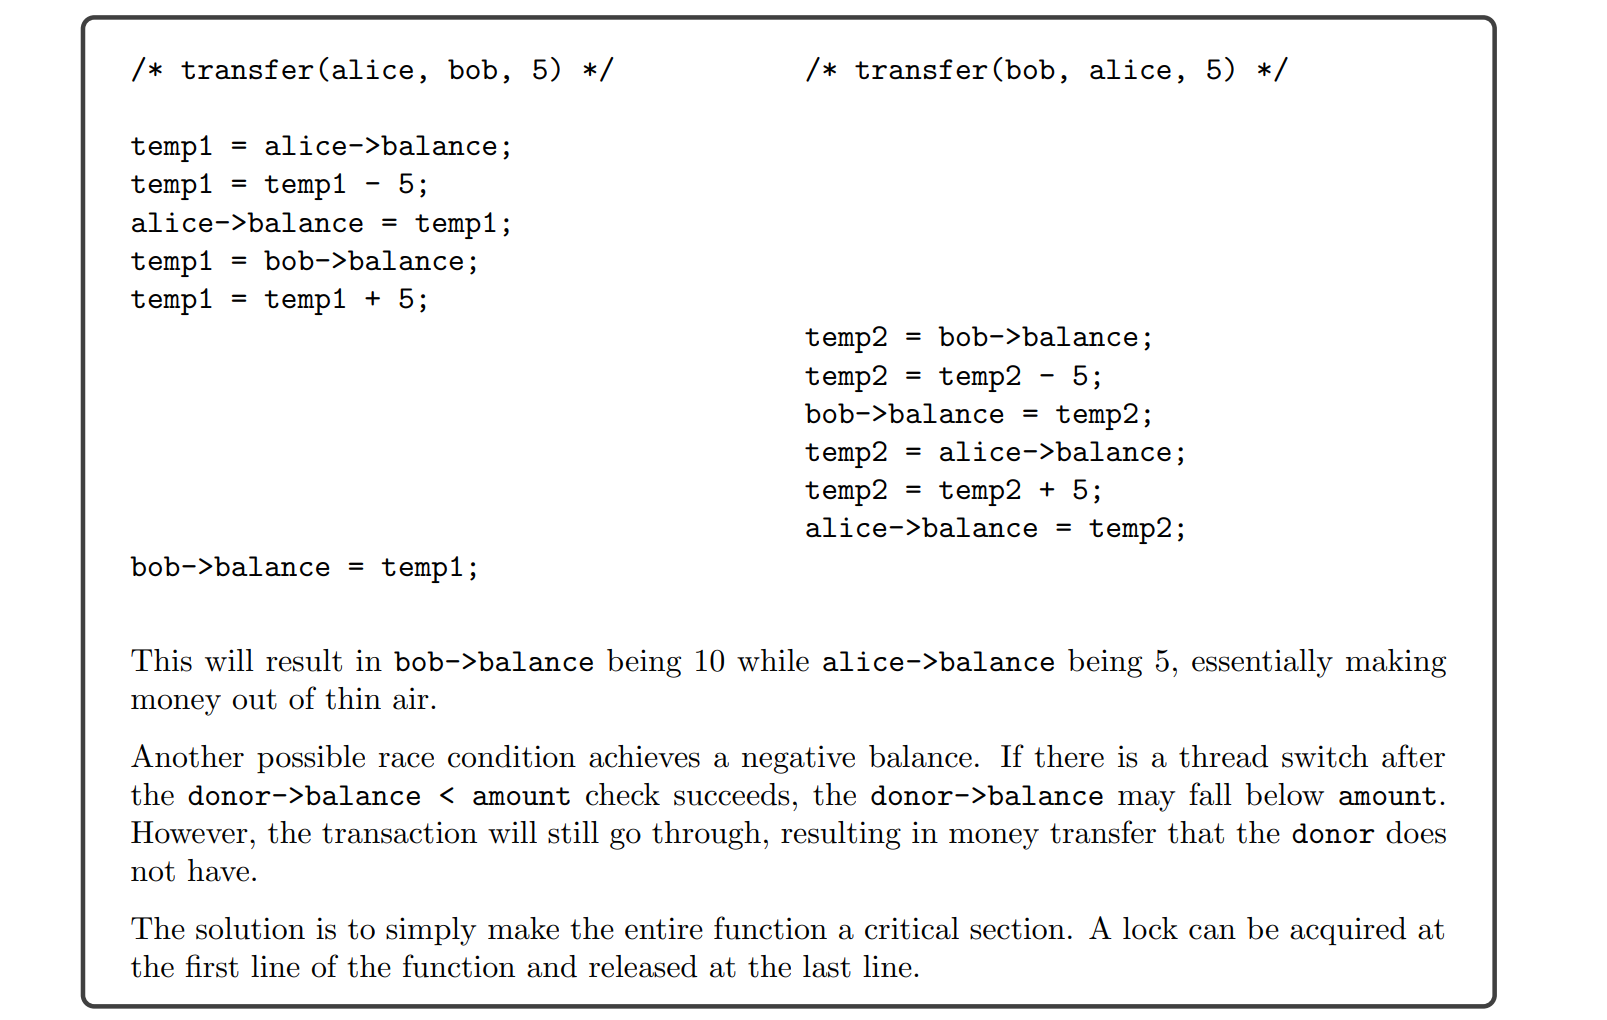 /* transfer(alice, bob, 5) */ /* transfer(bob, alice, 5) */
temp1 = alice->balance;
temp1 = temp1 - 5;
alice->balance = temp1;
temp1 = bob->balance;
temp1 = temp1 + 5;
temp2 = bob->balance;
temp2 = temp2 - 5;
bob->balance = temp2;
temp2 = alice->balance;
temp2 = temp2 + 5;
alice->balance = temp2;
bob->balance = temp1;
This will result in bob->balance being 10 while alice->balance being 5, essentially making
money out of thin air.
Another possible race condition achieves a negative balance. If there is a thread switch after
the donor->balance < amount check succeeds, the donor->balance may fall below amount.
However, the transaction will still go through, resulting in money transfer that the donor does
not have.
The solution is to simply make the entire function a critical section. A lock can be acquired at
the first line of the function and released at the last line.